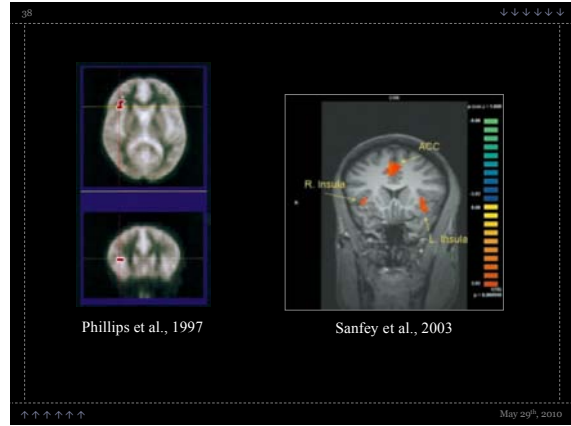 38
↓↓↓↓↓↓
ACC
R. Insula
L. Insula
Phillips et al., 1997
Sanfey et al., 2003
↑↑↑↑↑↑
May 29th, 2010